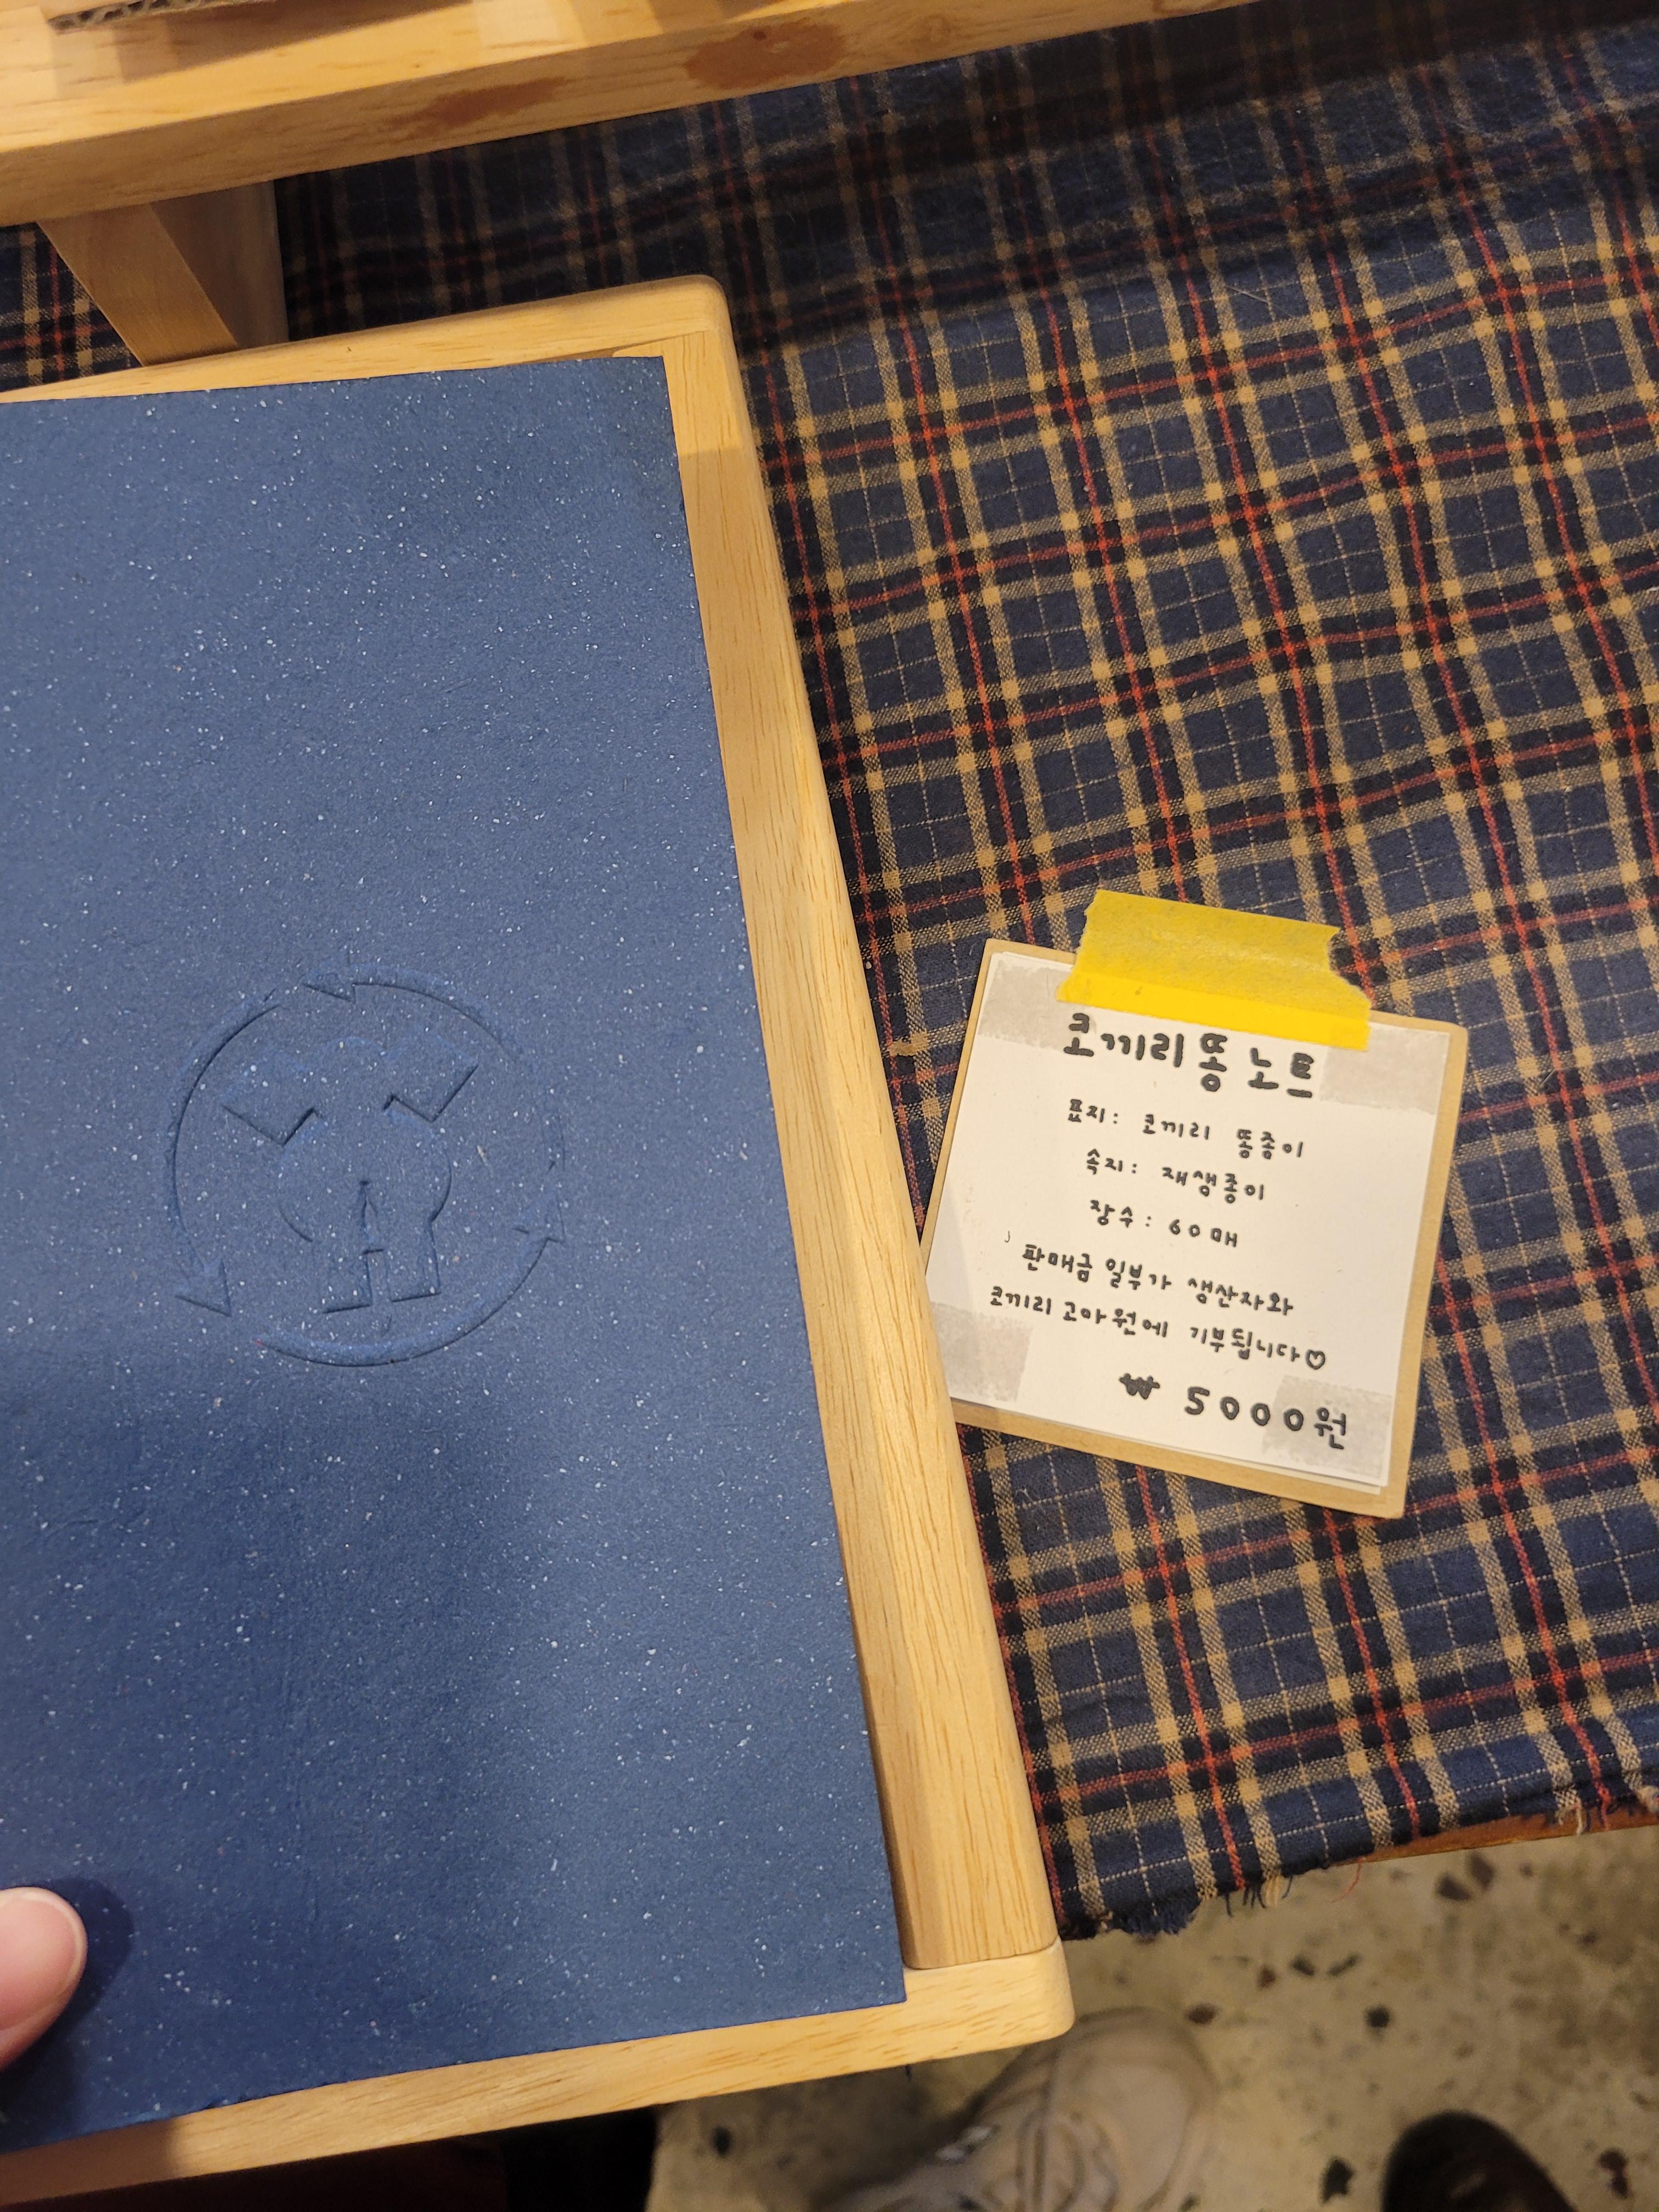 코끼리똥 노트
표지: 코끼리 똥종이
속지: 재생종이
장수: 60매
판매금 일부가 생산자와
코끼리 고아원에 기부됩니다♡
₩ 5000원